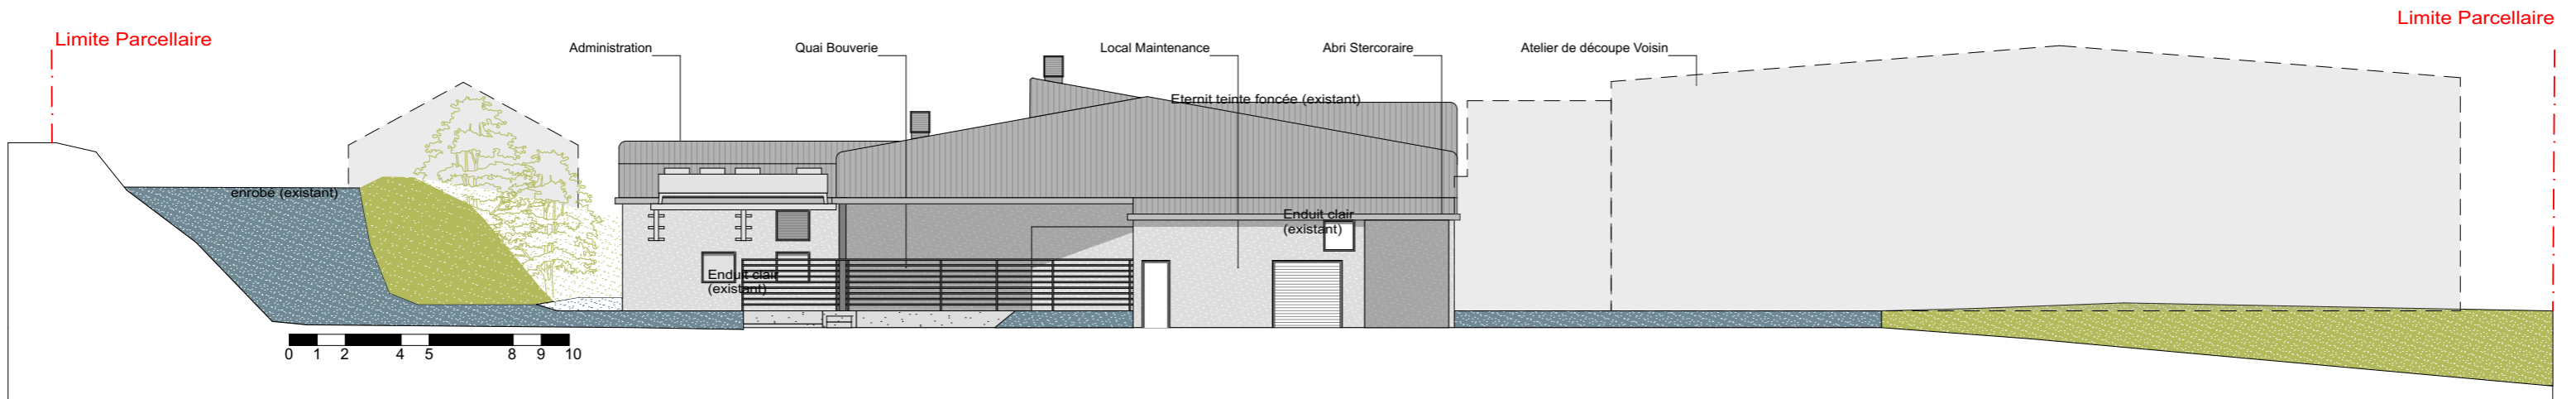 Limite Parcellaire
Limite Parcellaire
Administration
Quai Bouverie
Local Maintenance
Abri Stercoraire
Atelier de découpe Voisin
Eternit teinte foncée (existant)
enrobé (existant)
Enduit clair
(existant)
Enduit clair
(existant)
0 1 2 4 5 8 9 10